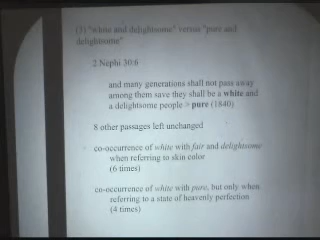 (7) "white and delightsome" versus "pure and
delightsome"
2 Nephi 30:6
and many generations shall not pass away
among them save they shall be a white and
a delightsome people > pure (1840)
8 other passages left unchanged
co-occurrence of white with fair and delightsome
when referring to skin color
(6 times)
co-occurrence of white with pure, but only when
referring to a state of heavenly perfection
(4 times)